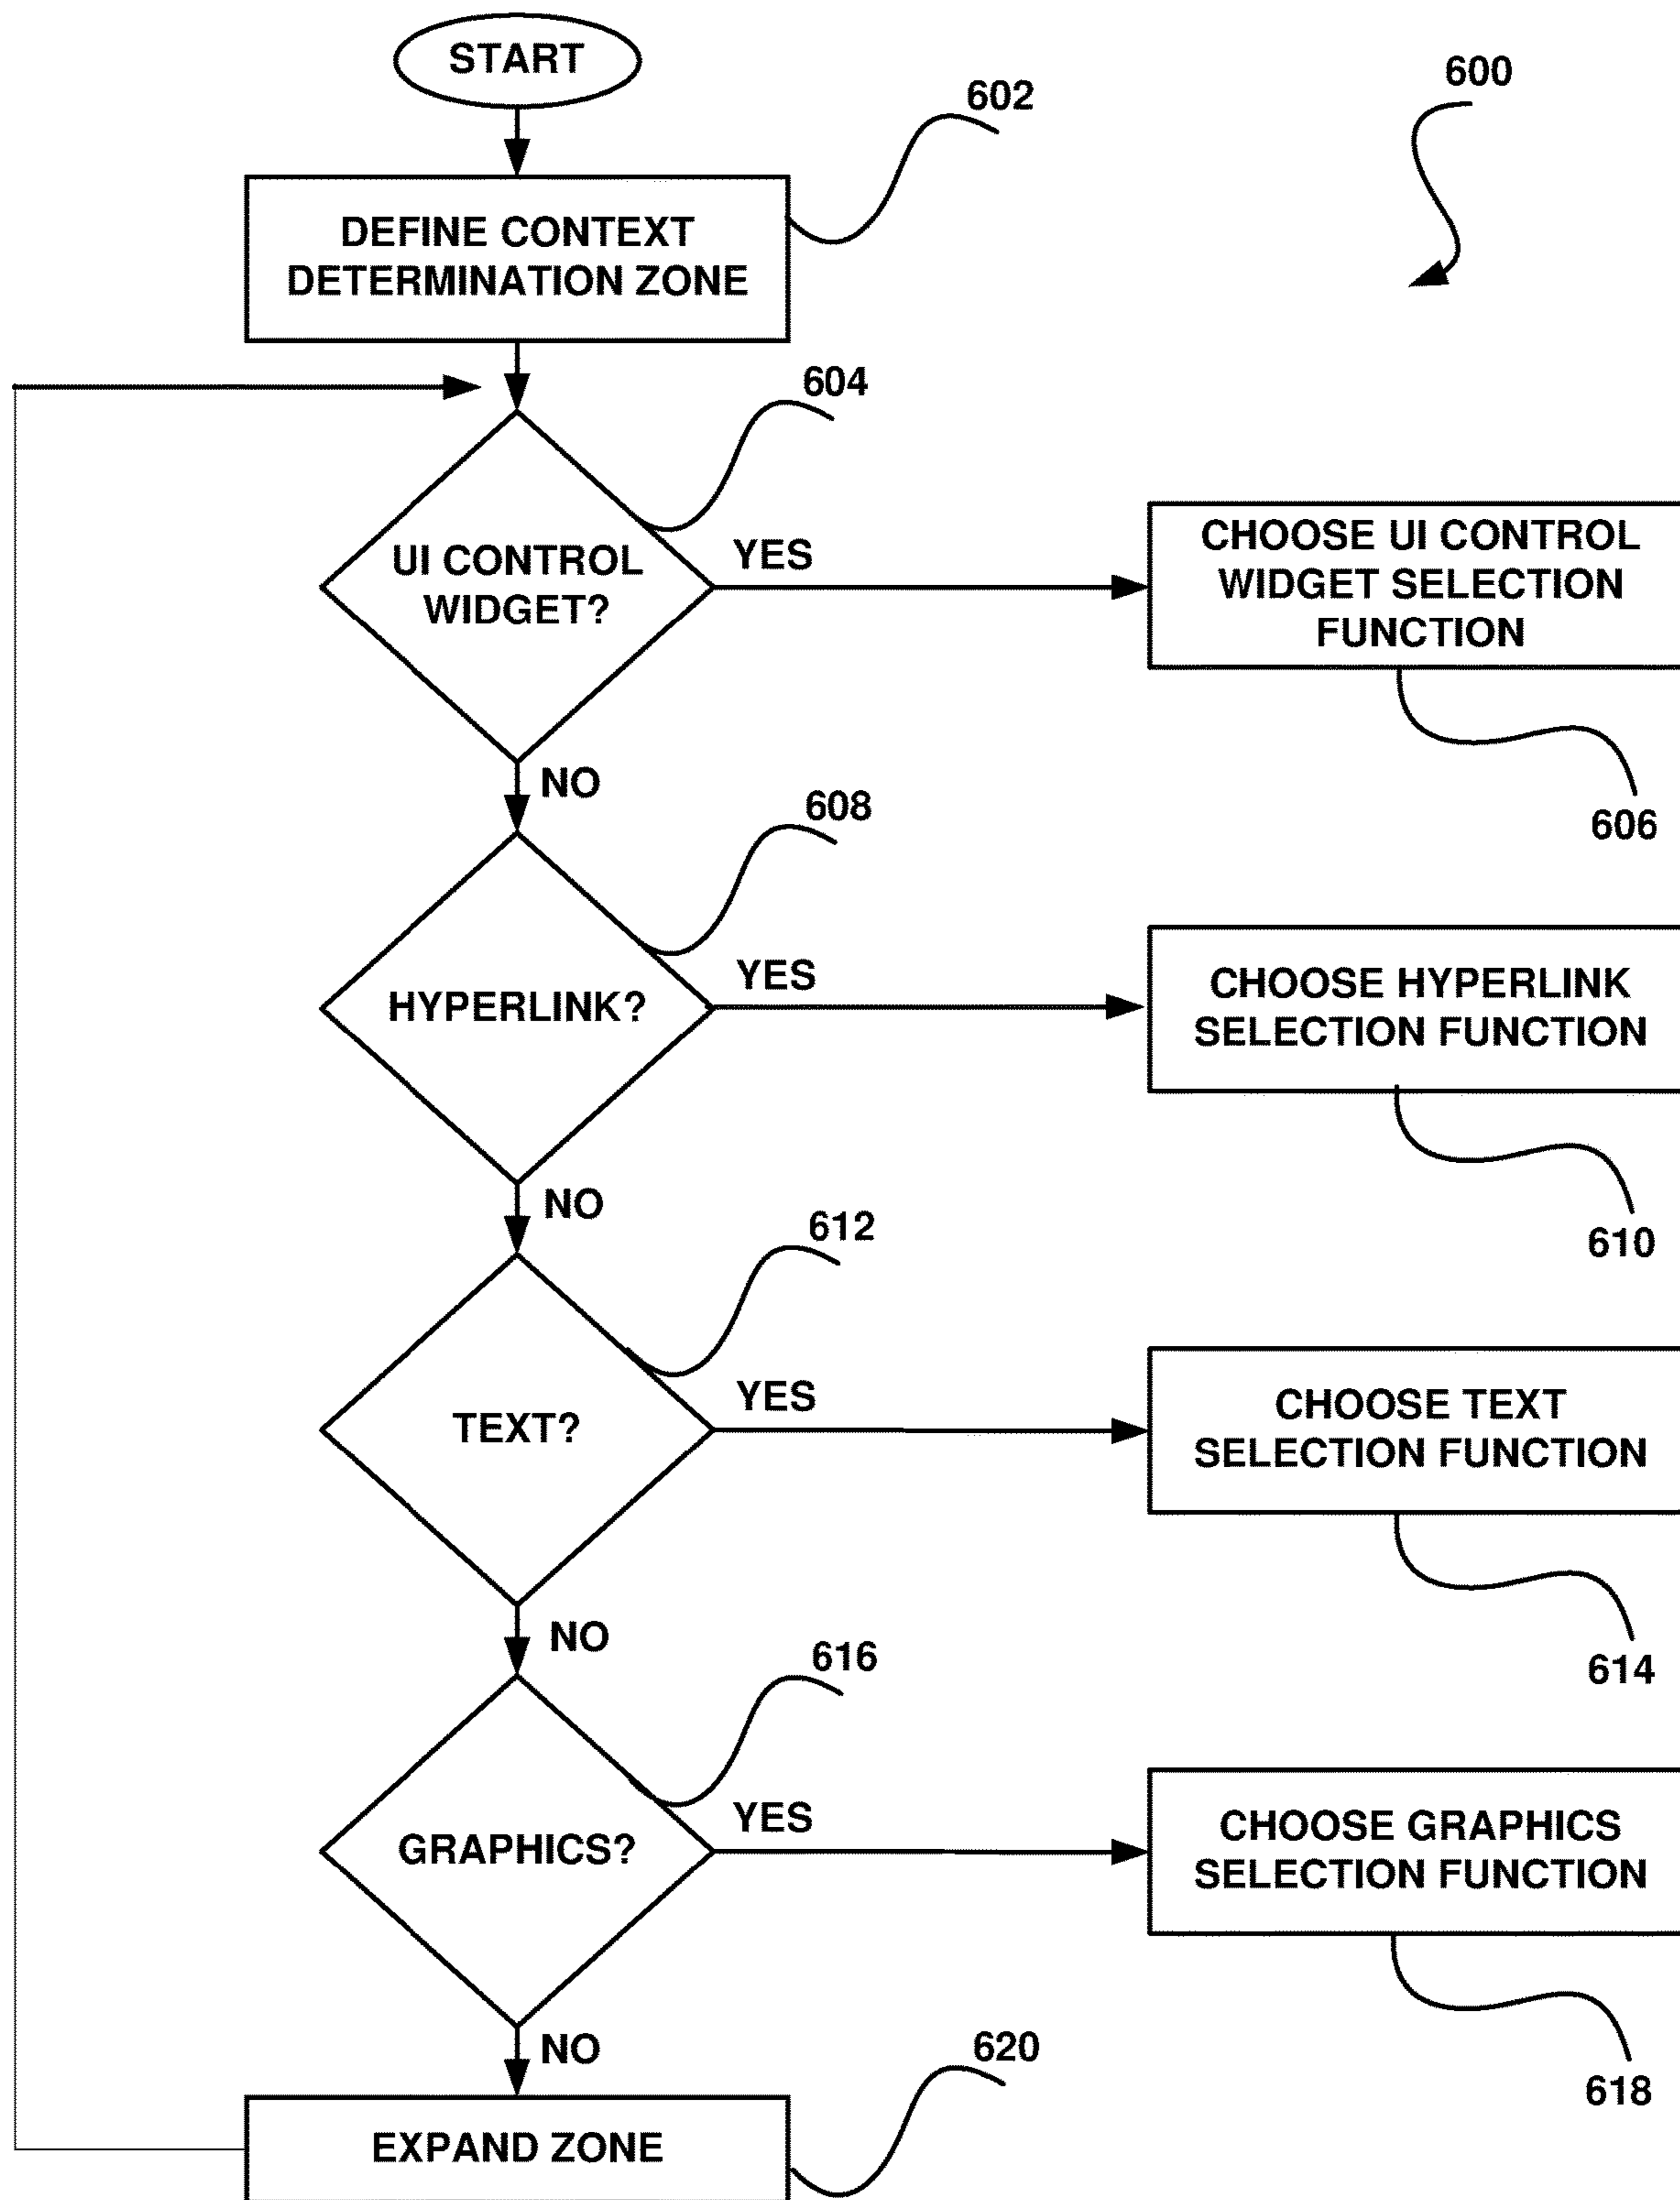 START
600
602
DEFINE CONTEXT
DETERMINATION ZONE
604
UI CONTROL
WIDGET?
YES
CHOOSE UI CONTROL
WIDGET SELECTION
FUNCTION
606
NO
608
HYPERLINK?
YES
CHOOSE HYPERLINK
SELECTION FUNCTION
610
NO
612
TEXT?
YES
CHOOSE TEXT
SELECTION FUNCTION
614
NO
616
GRAPHICS?
YES
CHOOSE GRAPHICS
SELECTION FUNCTION
618
NO
620
EXPAND ZONE